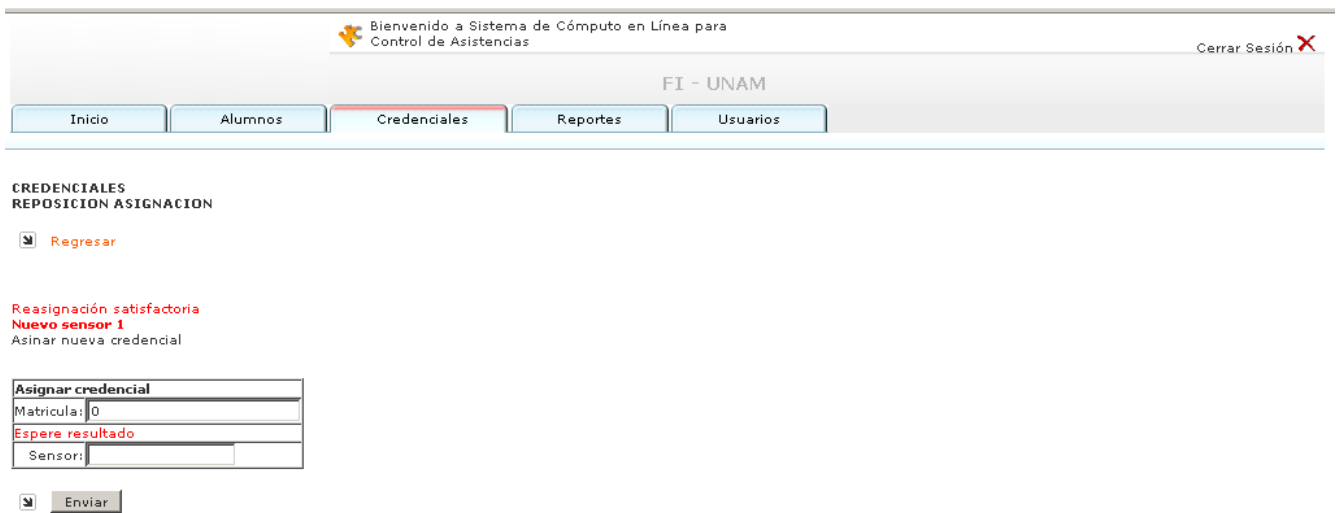 Bienvenido a Sistema de Cómputo en Línea para
Control de Asistencias
Cerrar Sesión
FI - UNAM
Inicio
Alumnos
Credenciales
Reportes
Usuarios
CREDENCIALES
REPOSICION ASIGNACION
Regresar
Reasignación satisfactoria
Nuevo sensor 1
Asinar nueva credencial
Asignar credencial
Matricula: 0
Espere resultado
Sensor:
Enviar